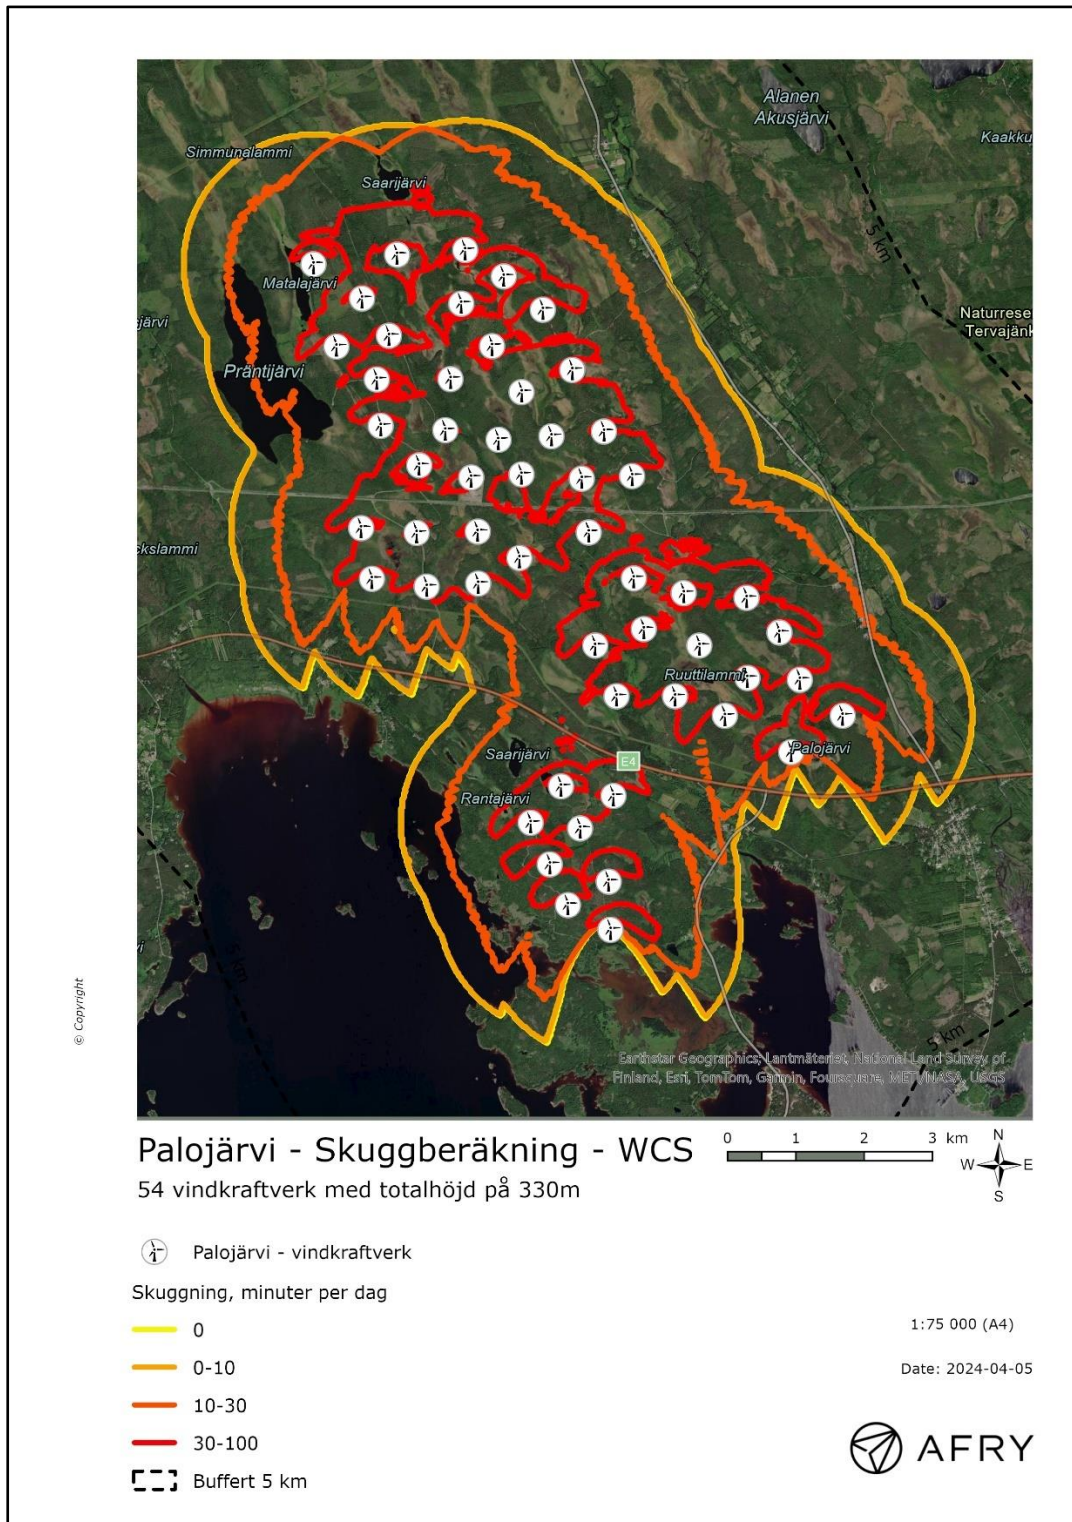 Alanen
Akusjärvi
Kaakku
Simmunalammi
Saarijärvi
5 km
Matalajärvi
Naturrese
Tervajänk
sjärvi
Präntijärvi
ckslammi
Ruuttilammi
Saarijärvi
E4
Palojärvi
Rantajärvi
vi
5 km
5 km
© Copyright
Earthstar Geographics, Lantmäteriet, National Land Survey of
Finland, Esri, TomTom, Garmin, Foursquare, METI/NASA, USGS
Palojärvi - Skuggberäkning - WCS
54 vindkraftverk med totalhöjd på 330m
0 1 2 3 km
N
W E
S
Palojärvi - vindkraftverk
Skuggning, minuter per dag
0
0-10
10-30
30-100
Buffert 5 km
1:75 000 (A4)
Date: 2024-04-05
AFRY